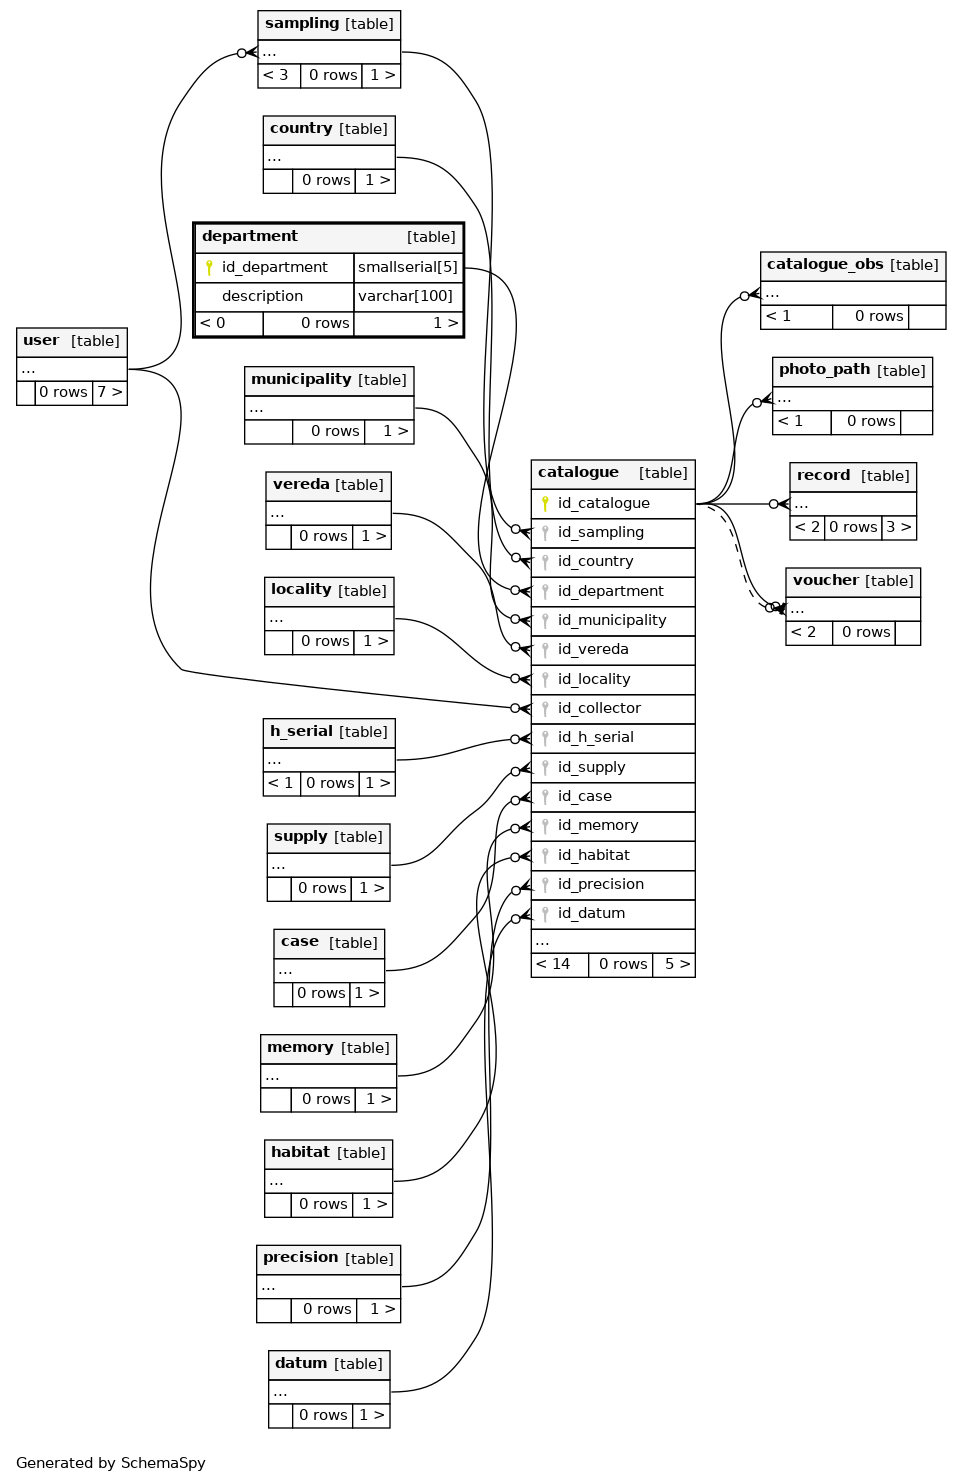 sampling [table]
...
< 3 0 rows 1 >
country [table]
...
0 rows 1 >
department [table]
id_department smallserial[5]
description varchar[100]
< 0 0 rows 1 >
user [table]
...
0 rows 7 >
municipality [table]
...
0 rows 1 >
vereda [table]
...
0 rows 1 >
locality [table]
...
0 rows 1 >
h_serial [table]
...
< 1 0 rows 1 >
supply [table]
...
0 rows 1 >
case [table]
...
0 rows 1 >
memory [table]
...
0 rows 1 >
habitat [table]
...
0 rows 1 >
precision [table]
...
0 rows 1 >
datum [table]
...
0 rows 1 >
catalogue [table]
id_catalogue
id_sampling
id_country
id_department
id_municipality
id_vereda
id_locality
id_collector
id_h_serial
id_supply
id_case
id_memory
id_habitat
id_precision
id_datum
...
< 14 0 rows 5 >
catalogue_obs [table]
...
< 1 0 rows
photo_path [table]
...
< 1 0 rows
record [table]
...
< 2 0 rows 3 >
voucher [table]
...
< 2 0 rows
Generated by SchemaSpy